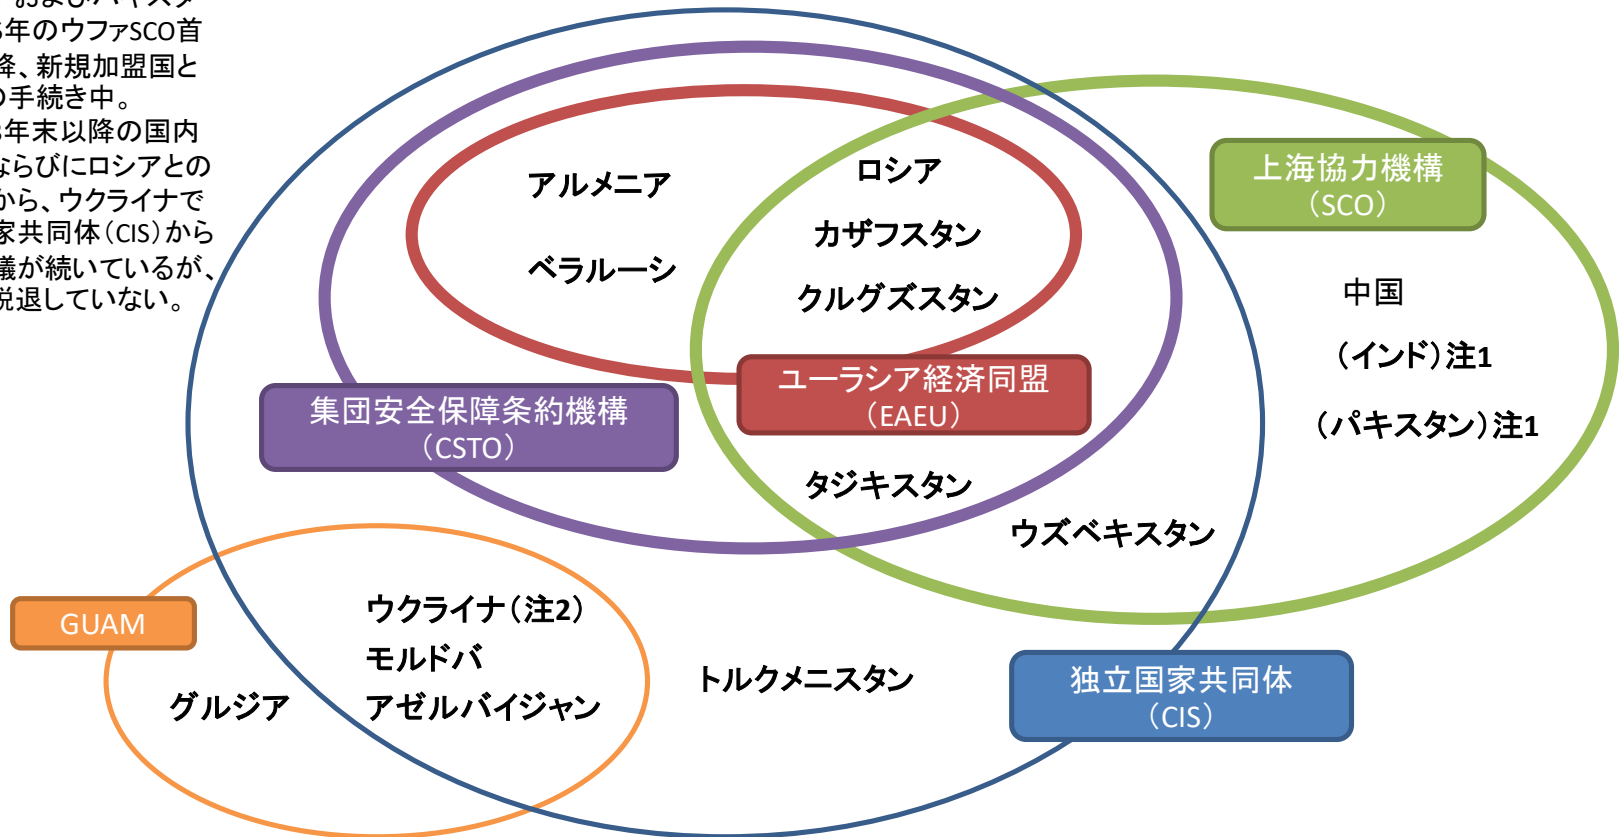 およびパキスタ
年のウファSCO首
降、新規加盟国と
の手続き中。
年末以降の国内
ならびにロシアとの
から、ウクライナで
家共同体（CIS）から
議が続いているが、
脱退していない。
アルメニア
ベラルーシ
ロシア
カザフスタン
クルグズスタン
上海協力機構
（SCO）
中国
（インド）注1
（パキスタン）注1
ユーラシア経済同盟
（EAEU）
集団安全保障条約機構
（CSTO）
タジキスタン
ウズベキスタン
GUAM
ウクライナ（注2）
モルドバ
アゼルバイジャン
グルジア
トルクメニスタン
独立国家共同体
（CIS）